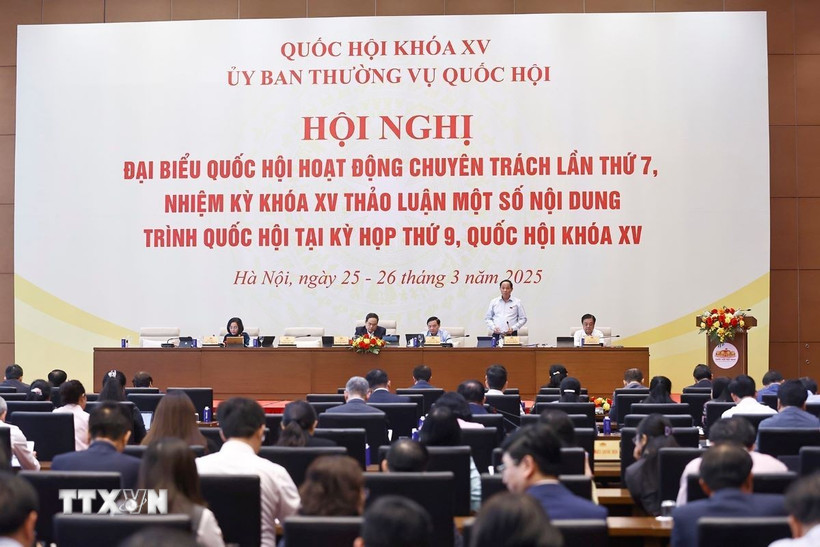 QUỐC HỘI KHÓA XV
ỦY BAN THƯỜNG VỤ QUỐC HỘI
HỘI NGHỊ
ĐẠI BIỂU QUỐC HỘI HOẠT ĐỘNG CHUYÊN TRÁCH LẦN THỨ 7,
NHIỆM KỲ KHÓA XV THẢO LUẬN MỘT SỐ NỘI DUNG
TRÌNH QUỐC HỘI TẠI KỲ HỌP THỨ 9, QUỐC HỘI KHÓA XV
Hà Nội, ngày 25 - 26 tháng 3 năm 2025
TTXVN